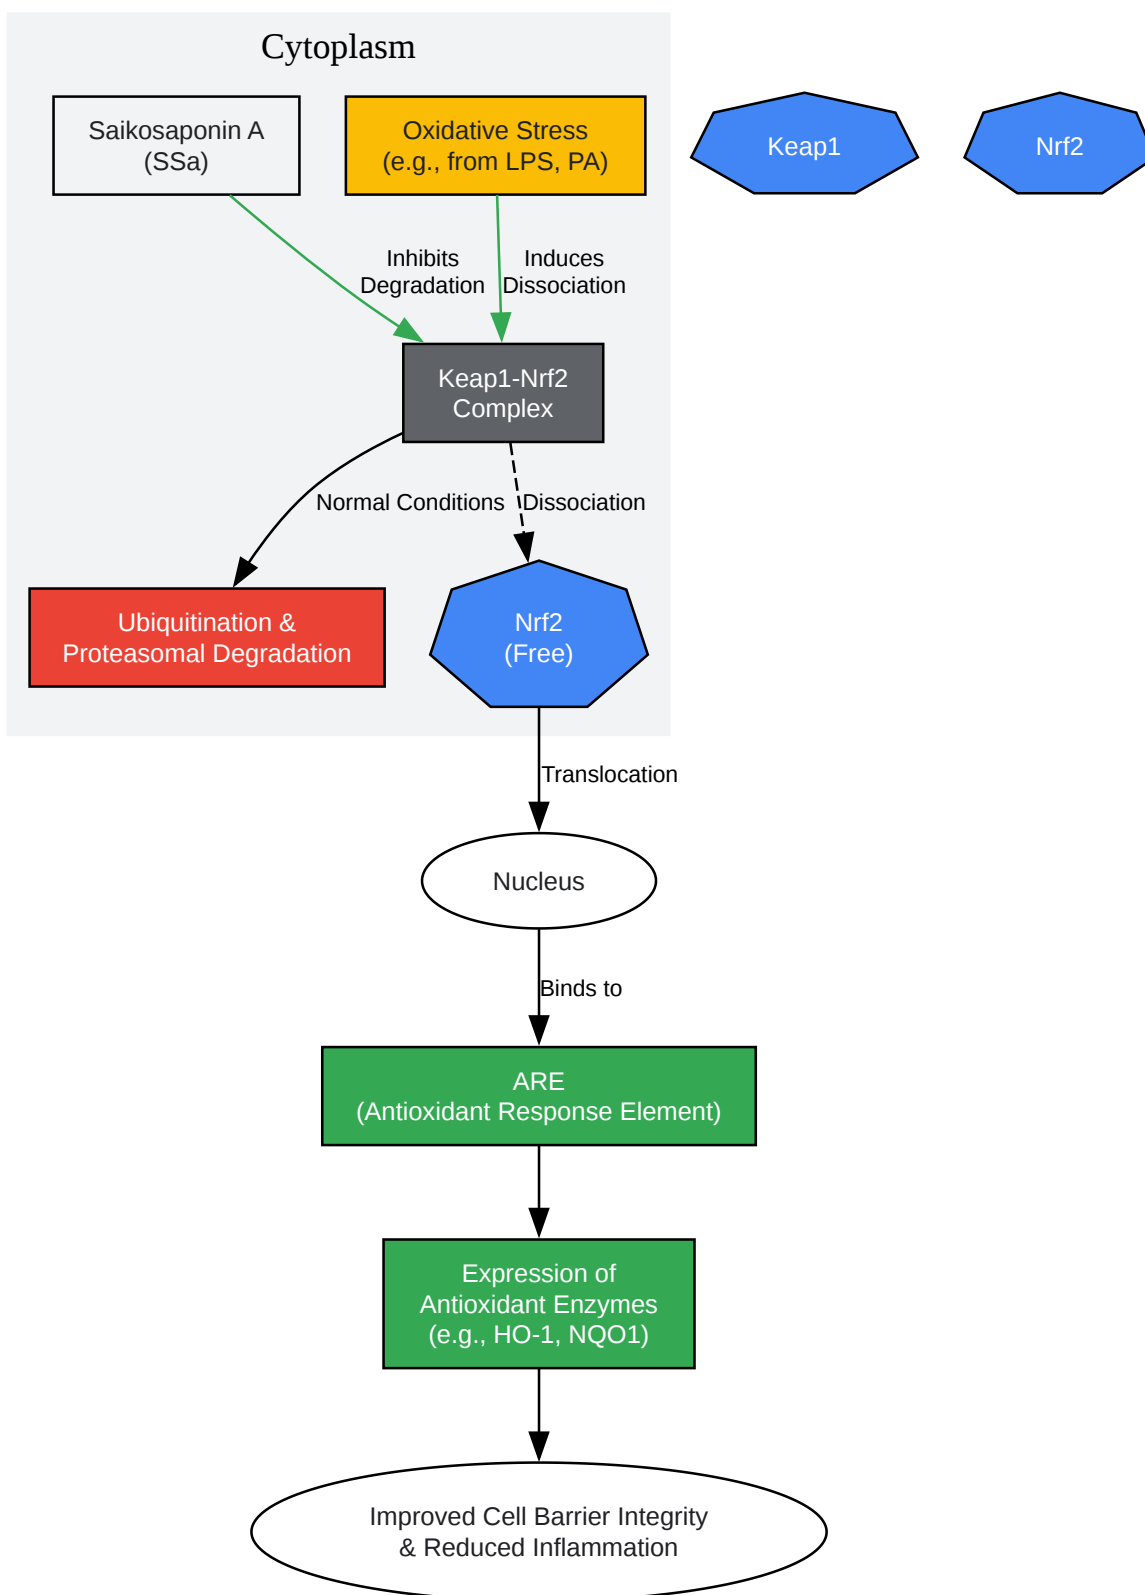 Cytoplasm
Saikosaponin A
(SSa)
Oxidative Stress
(e.g., from LPS, PA)
Keap1
Nrf2
Inhibits
Degradation
Induces
Dissociation
Keap1-Nrf2
Complex
Normal Conditions
Dissociation
Ubiquitination &
Proteasomal Degradation
Nrf2
(Free)
Translocation
Nucleus
Binds to
ARE
(Antioxidant Response Element)
Expression of
Antioxidant Enzymes
(e.g., HO-1, NQO1)
Improved Cell Barrier Integrity
& Reduced Inflammation